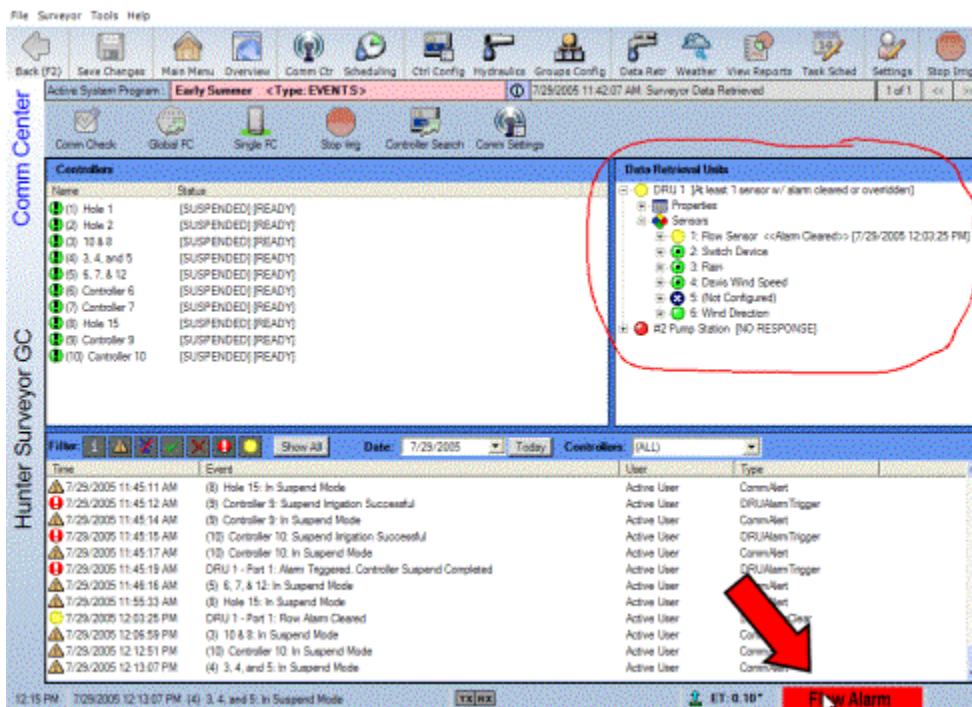 File Surveyor Tools Help
Back (F2) Save Changes Main Menu Overview Comm Ctr Scheduling Ctrl Config Hydraulics Groups Config Data Retr Weather View Reports Task Sched Settings Stop Irrig
Active System Program: Early Summer <Type: EVENTS> 7/29/2005 11:42:07 AM: Surveyor Data Retrieved 1 of 1 <<
Comm Check Global PC Single PC Stop Irrig Controller Search Comm Settings
Comm Center
Hunter Surveyor GC
Controllers
Name Status
(1) Hole 1 [SUSPENDED] [READY]
(2) Hole 2 [SUSPENDED] [READY]
(3) 10 & 8 [SUSPENDED] [READY]
(4) 3, 4, and 5 [SUSPENDED] [READY]
(5) 6, 7, & 12 [SUSPENDED] [READY]
(6) Controller 6 [SUSPENDED] [READY]
(7) Controller 7 [SUSPENDED] [READY]
(8) Hole 15 [SUSPENDED] [READY]
(9) Controller 9 [SUSPENDED] [READY]
(10) Controller 10 [SUSPENDED] [READY]
Data Retrieval Units
DRU 1 [At least 1 sensor w/ alarm cleared or overridden]
Properties
Sensors
1: Flow Sensor <<Alarm Cleared>> [7/29/2005 12:03:25 PM]
2: Switch Device
3: Rain
4: Davis Wind Speed
5: (Not Configured)
6: Wind Direction
#2 Pump Station [NO RESPONSE]
Filter: Show All Date: 7/29/2005 Today Controllers: (ALL)
Time Event User Type
7/29/2005 11:45:11 AM (8) Hole 15: In Suspend Mode Active User CommAlert
7/29/2005 11:45:12 AM (9) Controller 9: Suspend Irrigation Successful Active User DRUAlarmTrigger
7/29/2005 11:45:14 AM (9) Controller 9: In Suspend Mode Active User CommAlert
7/29/2005 11:45:15 AM (10) Controller 10: Suspend Irrigation Successful Active User DRUAlarmTrigger
7/29/2005 11:45:17 AM (10) Controller 10: In Suspend Mode Active User CommAlert
7/29/2005 11:45:19 AM DRU 1 - Port 1: Alarm Triggered. Controller Suspend Completed Active User DRUAlarmTrigger
7/29/2005 11:46:16 AM (5) 6, 7, & 12: In Suspend Mode Active User
7/29/2005 11:55:33 AM (8) Hole 15: In Suspend Mode Active User
7/29/2005 12:03:25 PM DRU 1 - Port 1: Flow Alarm Cleared Active User
7/29/2005 12:06:59 PM (3) 10 & 8: In Suspend Mode Active User
7/29/2005 12:12:51 PM (10) Controller 10: In Suspend Mode Active User
7/29/2005 12:13:07 PM (4) 3, 4, and 5: In Suspend Mode Active User
12:15 PM 7/29/2005 12:13:07 PM (4) 3, 4, and 5: In Suspend Mode TX RX ET: 0.10" Flow Alarm